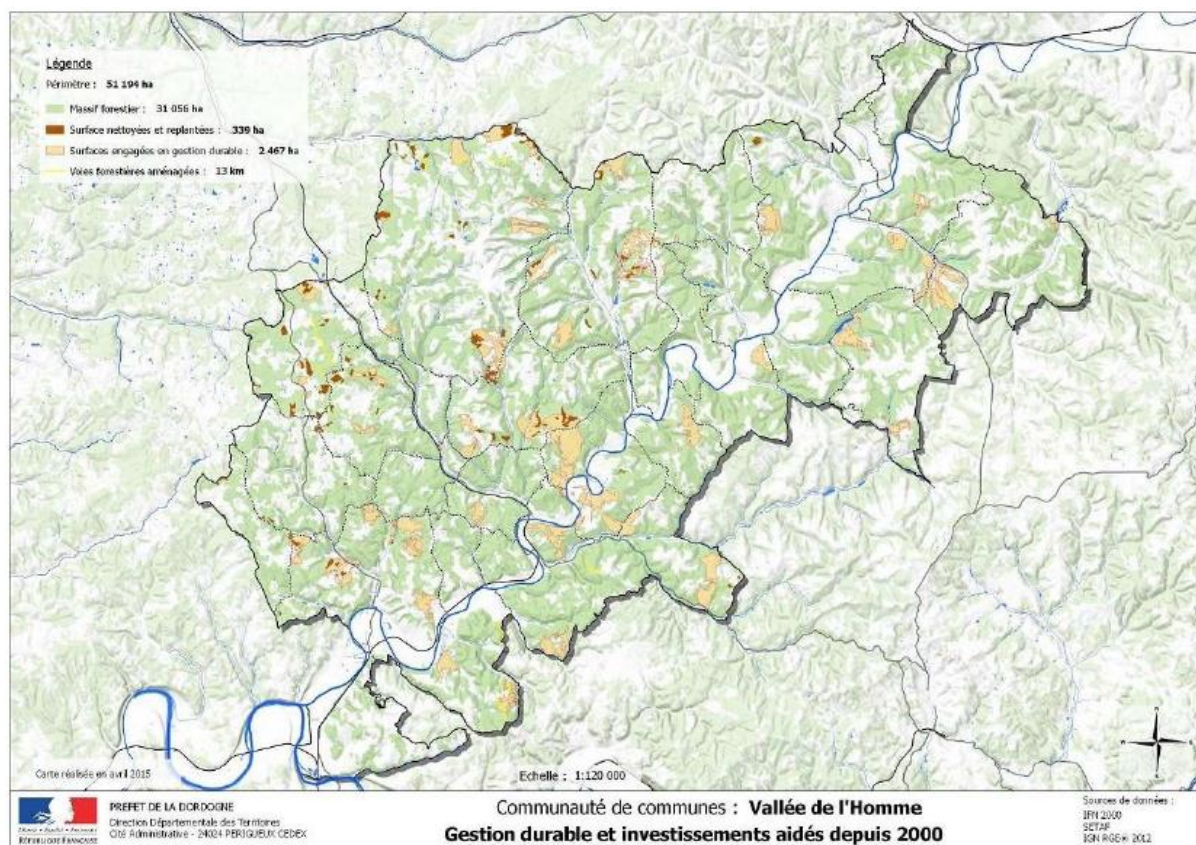 Légende
Périmètre : 51 194 ha
Massif forestier : 31 056 ha
Surface nettoyées et replantées : 339 ha
Surfaces engagées en gestion durable : 2 467 ha
Voies forestières aménagées : 13 km
Carte réalisée en avril 2015
Echelle : 1:120 000
PREFET DE LA DORDOGNE
Direction Départementale des Territoires
Cité Administrative - 24024 PERIGUEUX CEDEX
RÉPUBLIQUE FRANÇAISE
Communauté de communes : Vallée de l'Homme
Gestion durable et investissements aidés depuis 2000
Sources de données :
IFN 2000
SETAF
IGN RGE® 2012